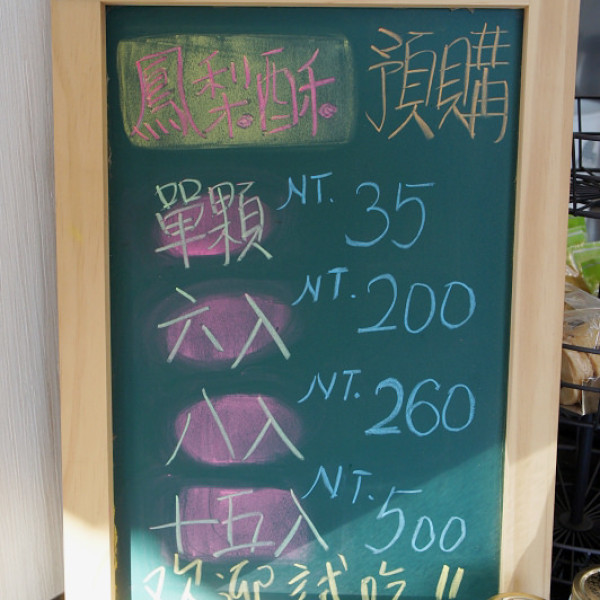 鳳梨酥 預購
單顆 NT. 35
六入 NT. 200
八入 NT. 260
十五入 NT. 500
歡迎試吃!!